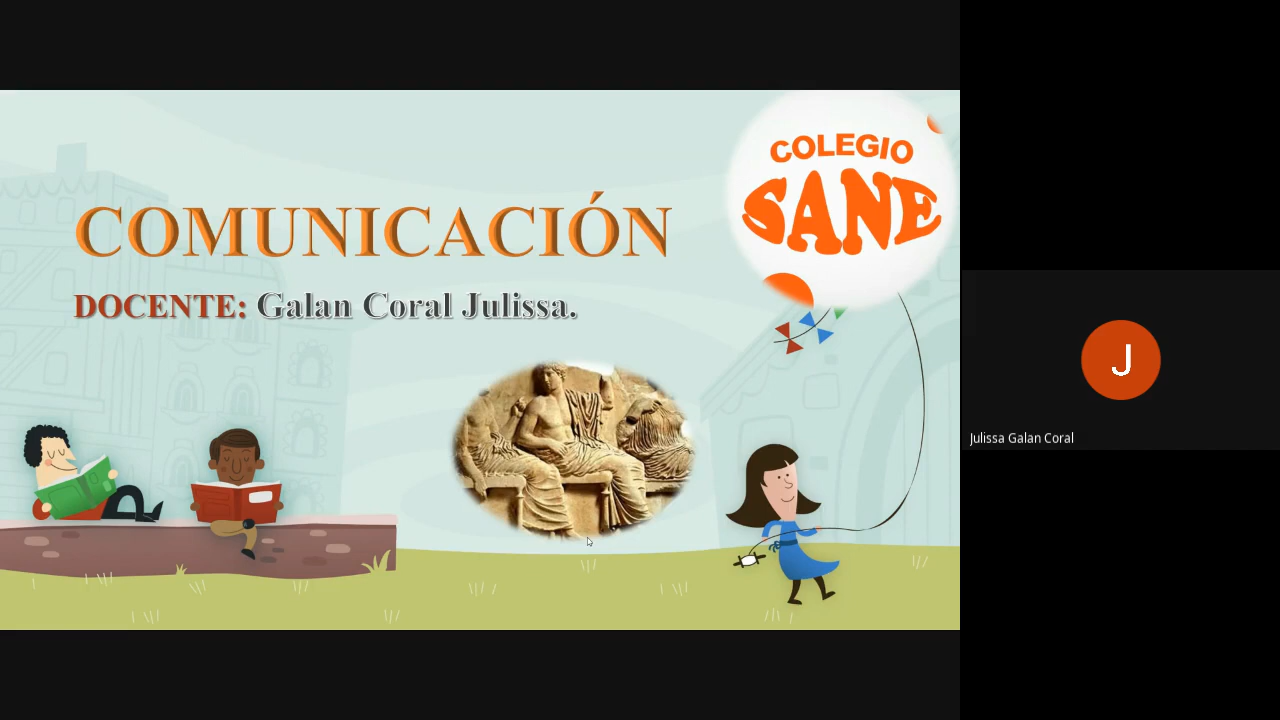 COLEGIO
SANE
COMUNICACIÓN
DOCENTE: Galan Coral Julissa.
J
Julissa Galan Coral